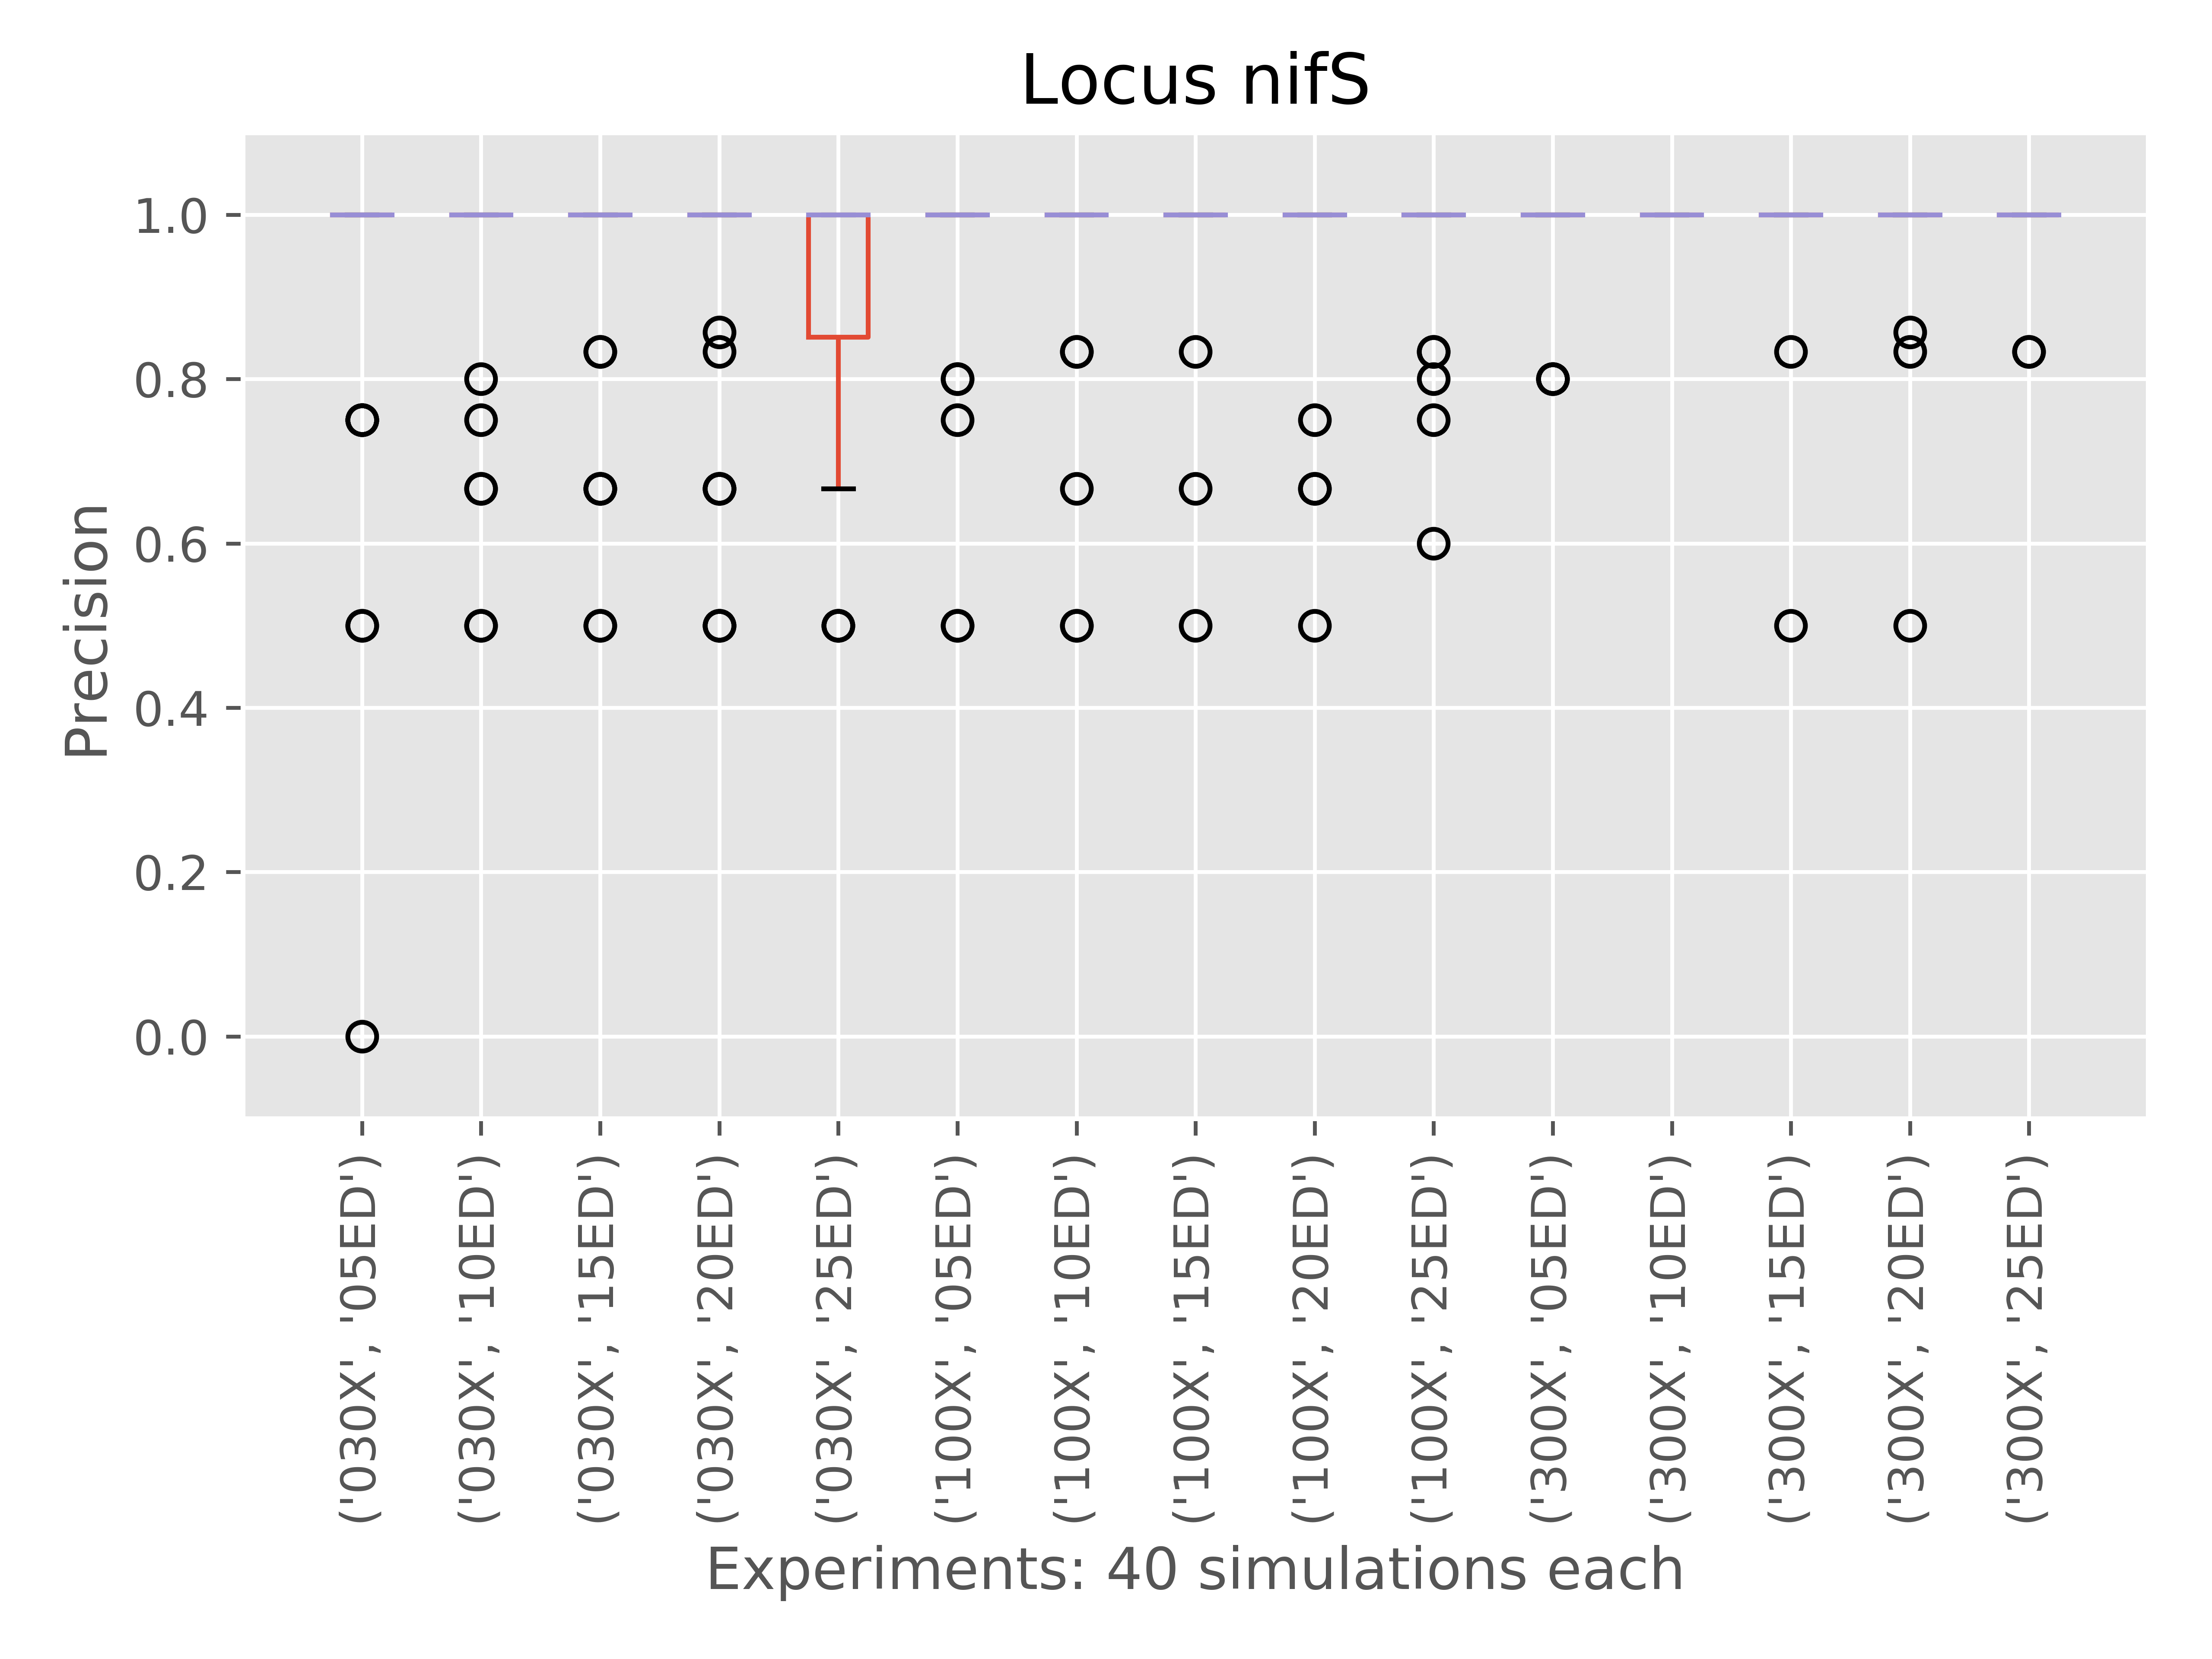 Locus nifS
Precision
1.0
0.8
0.6
0.4
0.2
0.0
('030X', '05ED')
('030X', '10ED')
('030X', '15ED')
('030X', '20ED')
('030X', '25ED')
('100X', '05ED')
('100X', '10ED')
('100X', '15ED')
('100X', '20ED')
('100X', '25ED')
('300X', '05ED')
('300X', '10ED')
('300X', '15ED')
('300X', '20ED')
('300X', '25ED')
Experiments: 40 simulations each